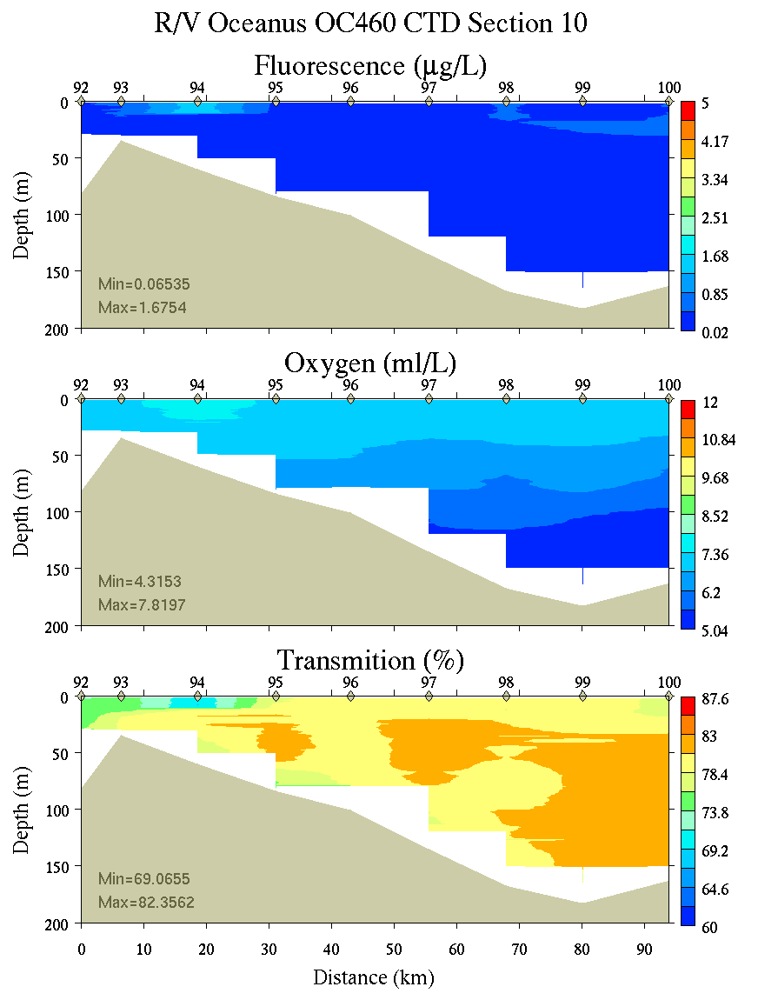 R/V Oceanus OC460 CTD Section 10
Fluorescence (μg/L)
92 93 94 95 96 97 98 99 100
0
50
100
150
200
Depth (m)
Min=0.06535
Max=1.6754
5
4.17
3.34
2.51
1.68
0.85
0.02
Oxygen (ml/L)
92 93 94 95 96 97 98 99 100
0
50
100
150
200
Depth (m)
Min=4.3153
Max=7.8197
12
10.84
9.68
8.52
7.36
6.2
5.04
Transmition (%)
92 93 94 95 96 97 98 99 100
0
50
100
150
200
Depth (m)
Min=69.0655
Max=82.3562
87.6
83
78.4
73.8
69.2
64.6
60
0 10 20 30 40 50 60 70 80 90
Distance (km)